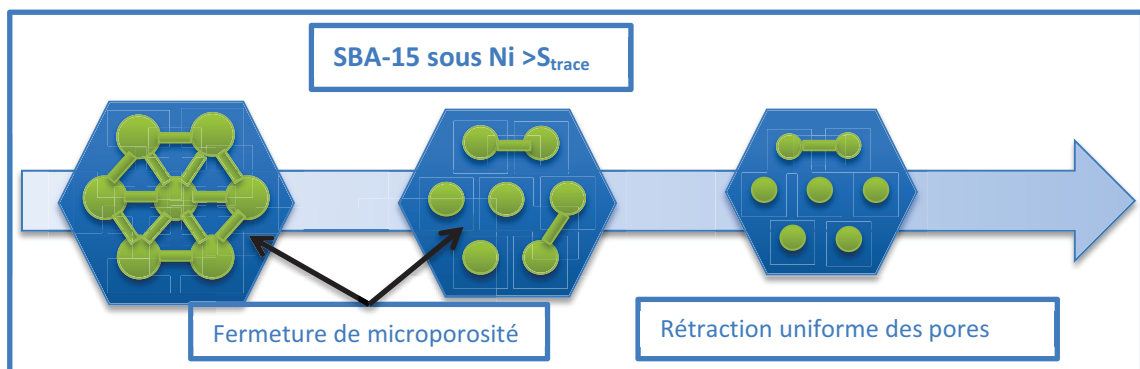 SBA-15 sous Ni >Strace
Fermeture de microporosité
Rétraction uniforme des pores